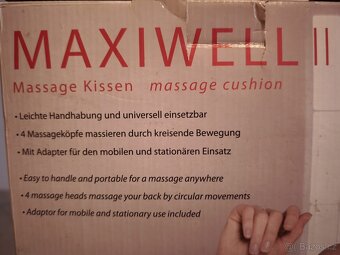 MAXIWELL II
Massage Kissen massage cushion
• Leichte Handhabung und universell einsetzbar
• 4 Massageköpfe massieren durch kreisende Bewegung
• Mit Adapter für den mobilen und stationären Einsatz
• Easy to handle and portable for a massage anywhere
• 4 massage heads massage your back by circular movements
• Adaptor for mobile and stationary use included